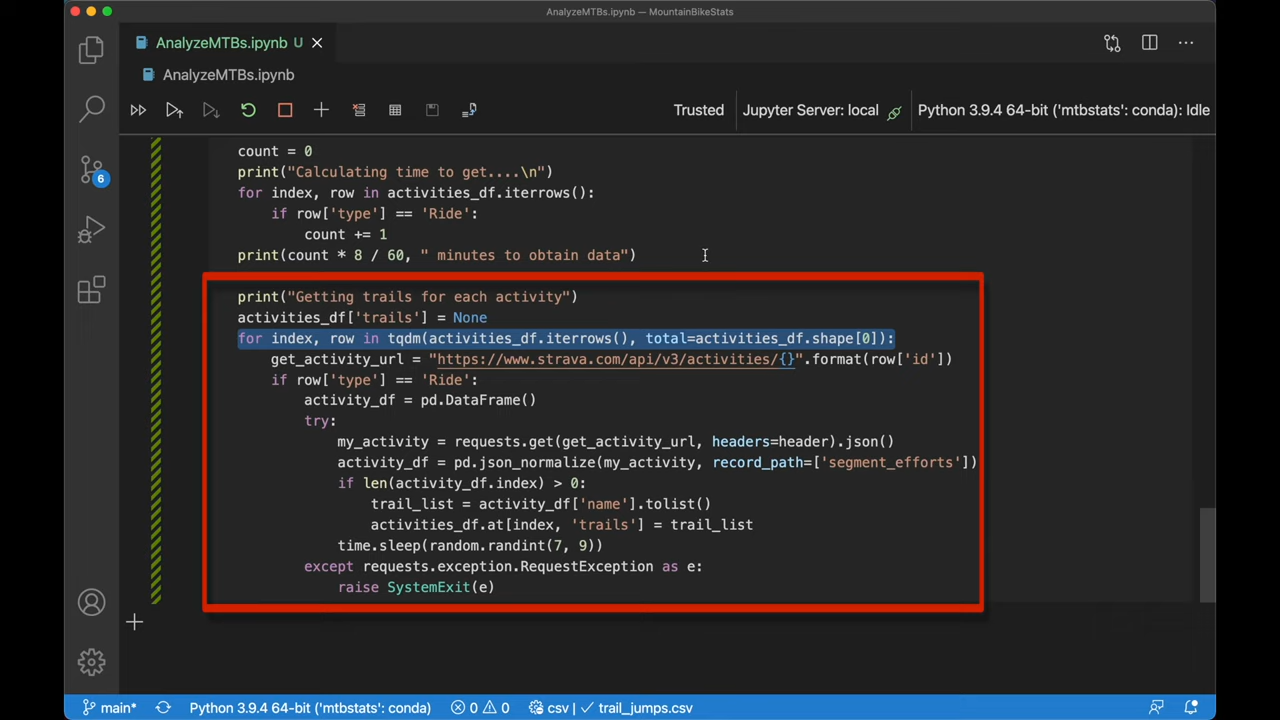 AnalyzeMTBs.ipynb — MountainBikeStats
AnalyzeMTBs.ipynb U
AnalyzeMTBs.ipynb
Trusted
Jupyter Server: local
Python 3.9.4 64-bit ('mtbstats': conda): Idle
6
count = 0
print("Calculating time to get....\n")
for index, row in activities_df.iterrows():
    if row['type'] == 'Ride':
        count += 1
print(count * 8 / 60, " minutes to obtain data")
print("Getting trails for each activity")
activities_df['trails'] = None
for index, row in tqdm(activities_df.iterrows(), total=activities_df.shape[0]):
    get_activity_url = "https://www.strava.com/api/v3/activities/{}".format(row['id'])
    if row['type'] == 'Ride':
        activity_df = pd.DataFrame()
        try:
            my_activity = requests.get(get_activity_url, headers=header).json()
            activity_df = pd.json_normalize(my_activity, record_path=['segment_efforts'])
            if len(activity_df.index) > 0:
                trail_list = activity_df['name'].tolist()
                activities_df.at[index, 'trails'] = trail_list
            time.sleep(random.randint(7, 9))
        except requests.exception.RequestException as e:
            raise SystemExit(e)
main*
Python 3.9.4 64-bit ('mtbstats': conda)
0
0
csv | ✓ trail_jumps.csv